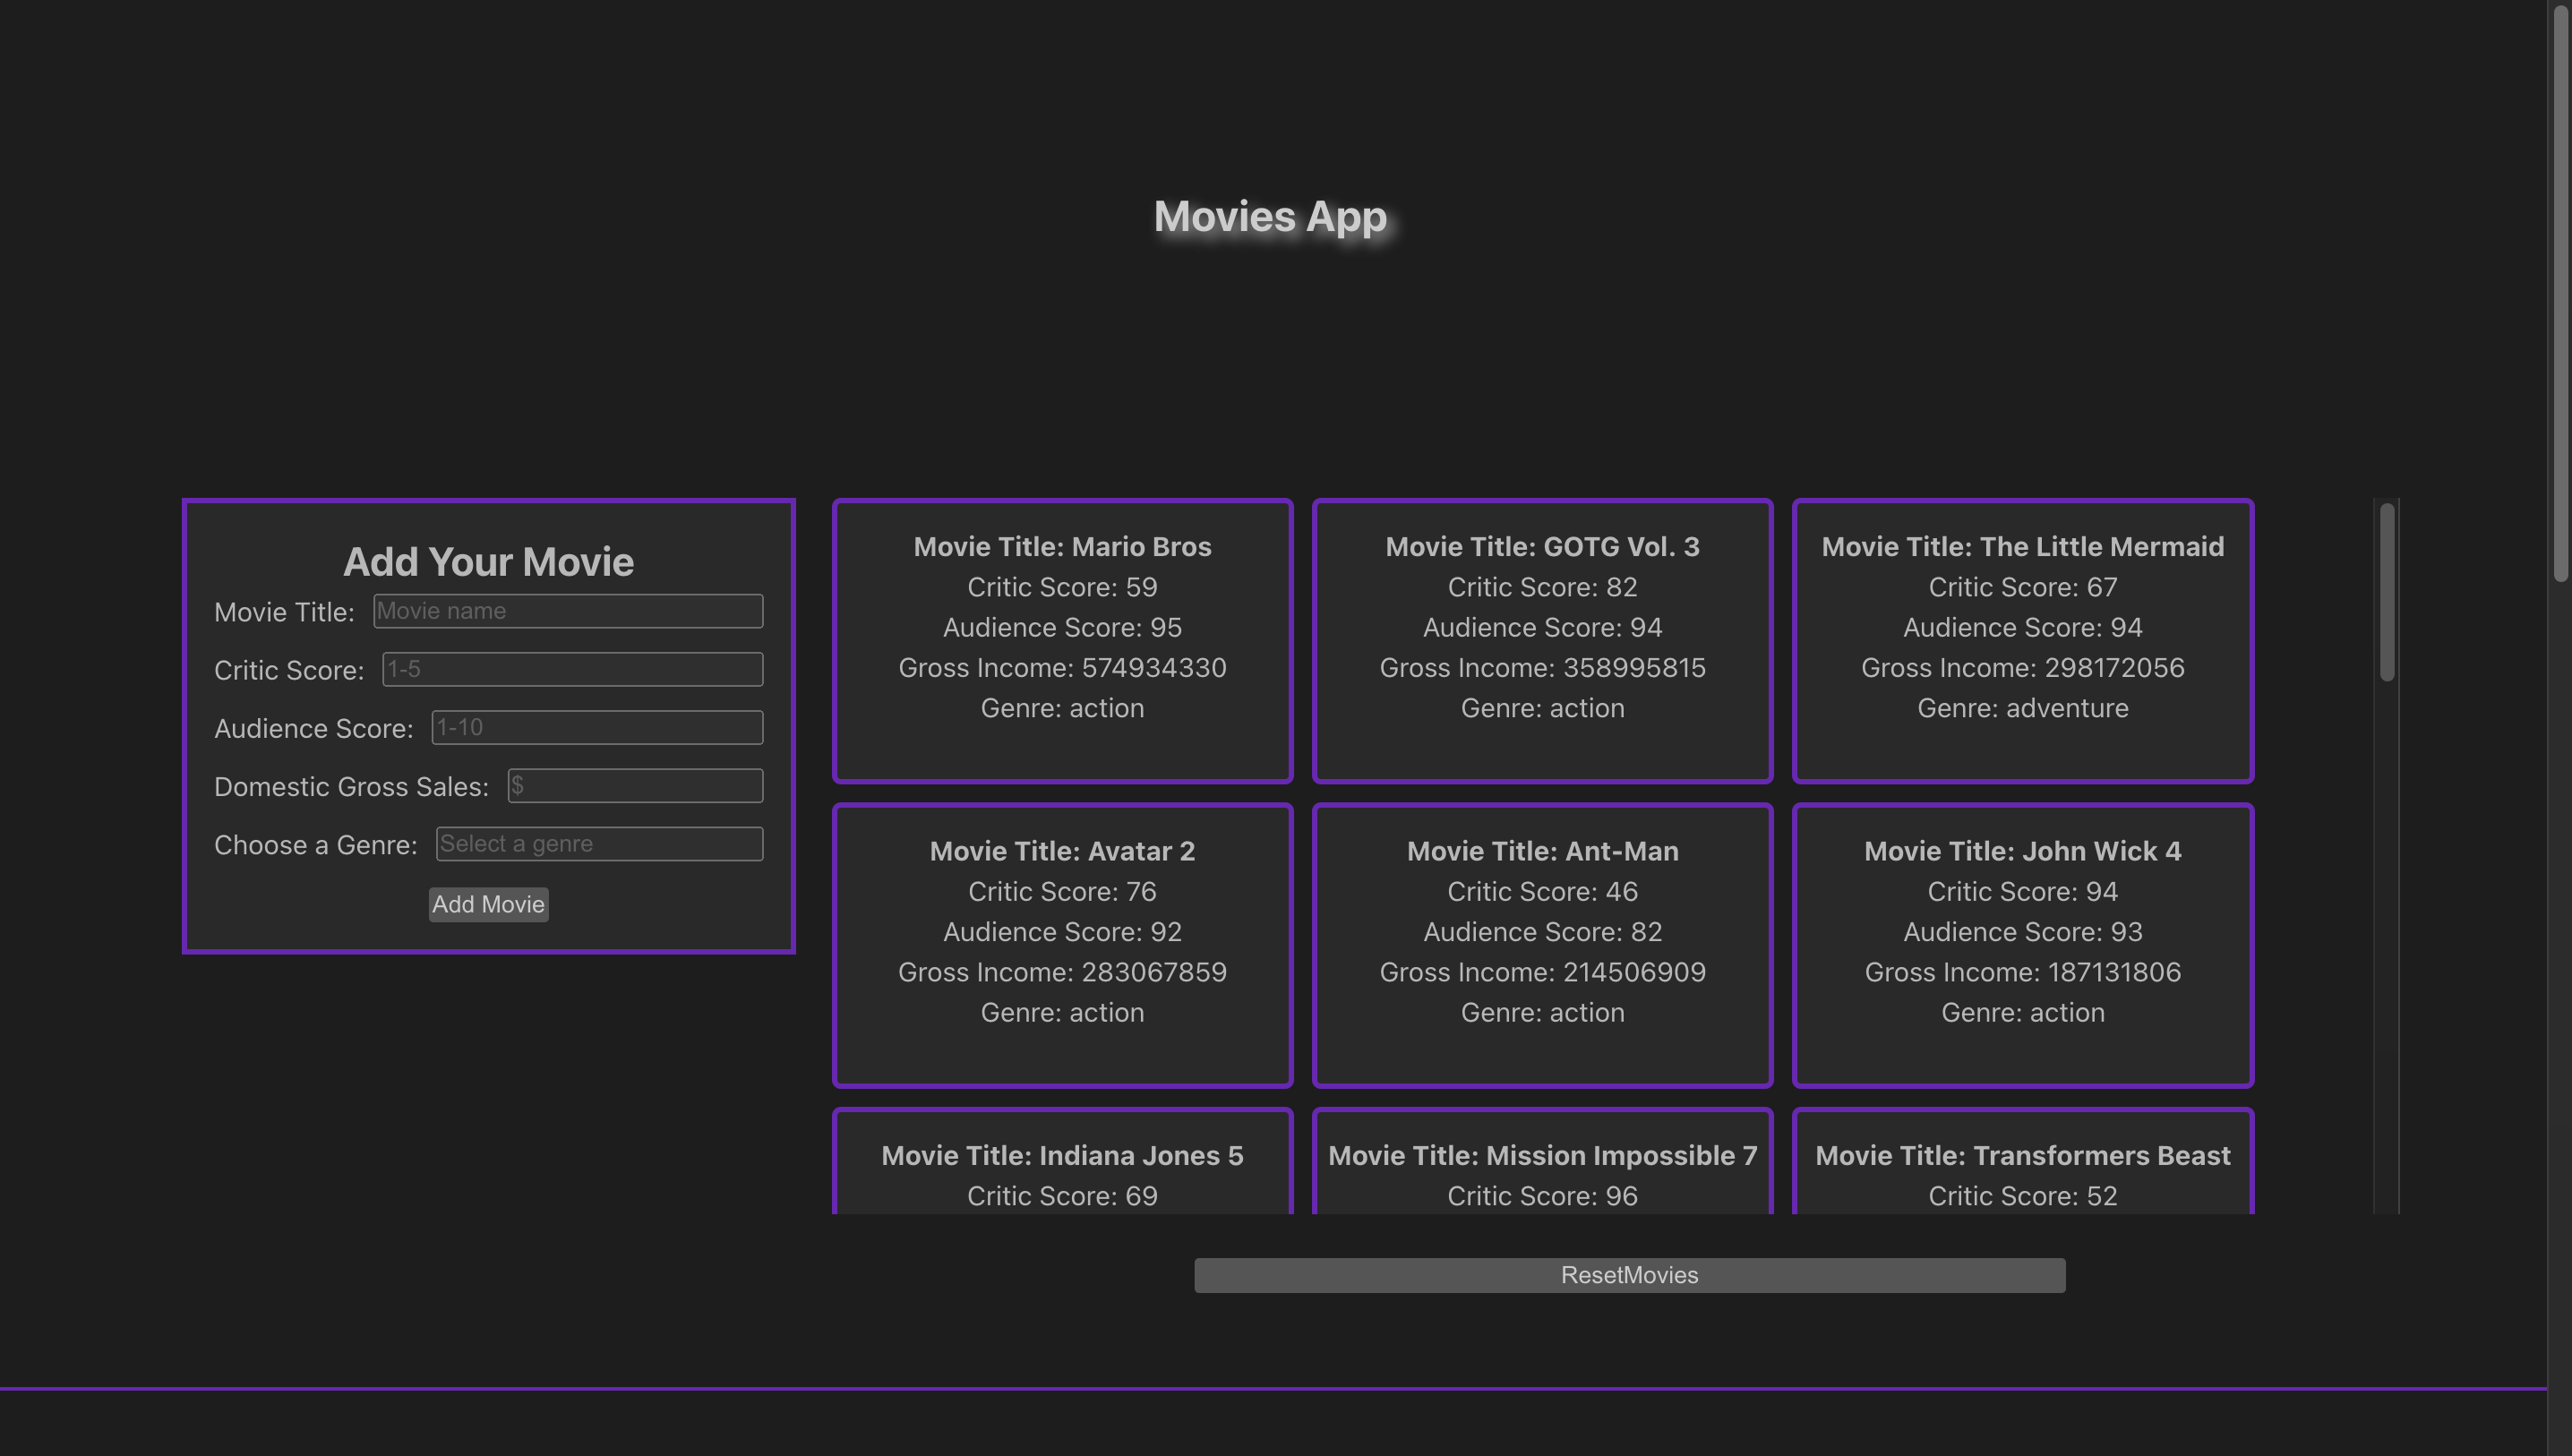 Movies App
Add Your Movie
Movie Title: Movie name
Critic Score: 1-5
Audience Score: 1-10
Domestic Gross Sales: $
Choose a Genre: Select a genre
Add Movie
Movie Title: Mario Bros
Critic Score: 59
Audience Score: 95
Gross Income: 574934330
Genre: action
Movie Title: GOTG Vol. 3
Critic Score: 82
Audience Score: 94
Gross Income: 358995815
Genre: action
Movie Title: The Little Mermaid
Critic Score: 67
Audience Score: 94
Gross Income: 298172056
Genre: adventure
Movie Title: Avatar 2
Critic Score: 76
Audience Score: 92
Gross Income: 283067859
Genre: action
Movie Title: Ant-Man
Critic Score: 46
Audience Score: 82
Gross Income: 214506909
Genre: action
Movie Title: John Wick 4
Critic Score: 94
Audience Score: 93
Gross Income: 187131806
Genre: action
Movie Title: Indiana Jones 5
Critic Score: 69
Movie Title: Mission Impossible 7
Critic Score: 96
Movie Title: Transformers Beast
Critic Score: 52
ResetMovies